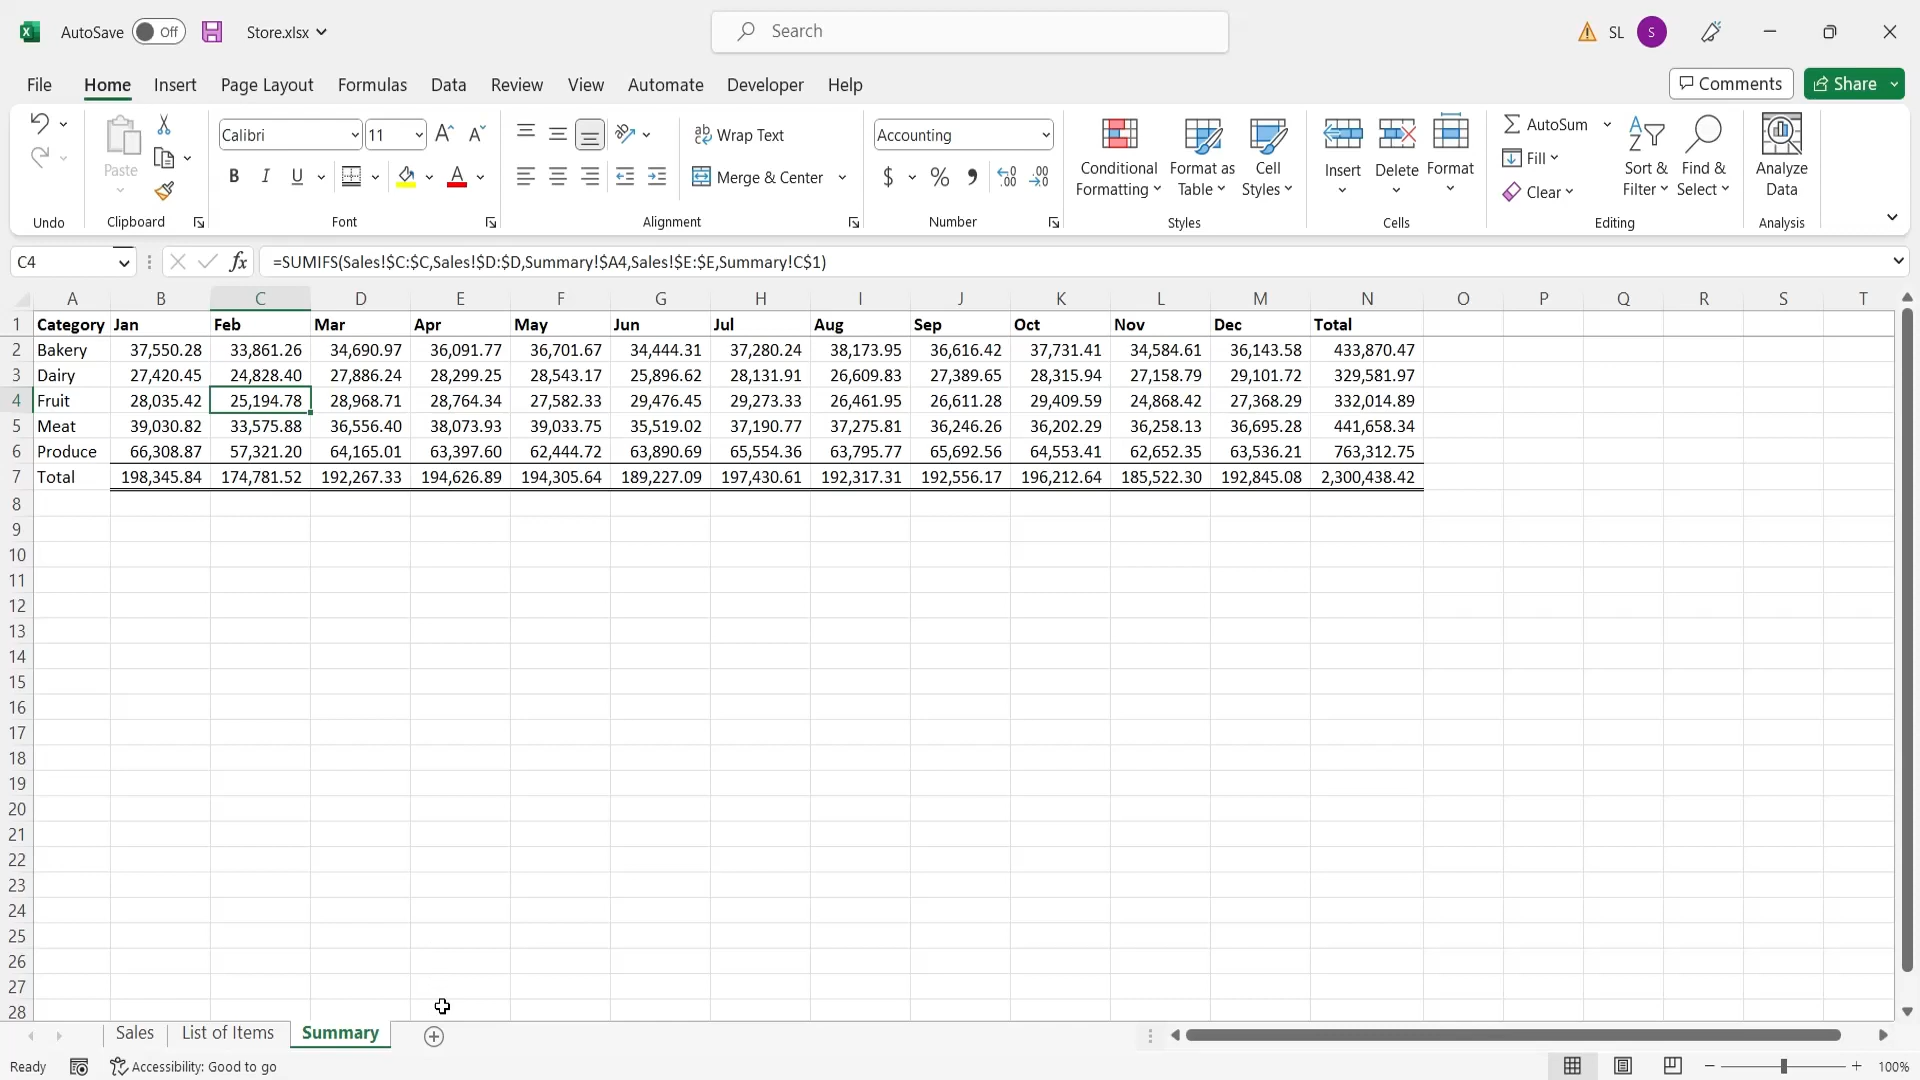 AutoSave Off Store.xlsx Search SL S
File Home Insert Page Layout Formulas Data Review View Automate Developer Help Comments Share
Paste Calibri 11 Wrap Text Accounting Conditional Formatting Format as Table Cell Styles Insert Delete Format AutoSum Sort & Filter Find & Select Analyze Data
B I U Merge & Center $ % Fill Clear
Undo Clipboard Font Alignment Number Styles Cells Editing Analysis
C4 fx =SUMIFS(Sales!$C:$C,Sales!$D:$D,Summary!$A4,Sales!$E:$E,Summary!C$1)
A B C D E F G H I J K L M N O P Q R S T
1 Category Jan Feb Mar Apr May Jun Jul Aug Sep Oct Nov Dec Total
2 Bakery 37,550.28 33,861.26 34,690.97 36,091.77 36,701.67 34,444.31 37,280.24 38,173.95 36,616.42 37,731.41 34,584.61 36,143.58 433,870.47
3 Dairy 27,420.45 24,828.40 27,886.24 28,299.25 28,543.17 25,896.62 28,131.91 26,609.83 27,389.65 28,315.94 27,158.79 29,101.72 329,581.97
4 Fruit 28,035.42 25,194.78 28,968.71 28,764.34 27,582.33 29,476.45 29,273.33 26,461.95 26,611.28 29,409.59 24,868.42 27,368.29 332,014.89
5 Meat 39,030.82 33,575.88 36,556.40 38,073.93 39,033.75 35,519.02 37,190.77 37,275.81 36,246.26 36,202.29 36,258.13 36,695.28 441,658.34
6 Produce 66,308.87 57,321.20 64,165.01 63,397.60 62,444.72 63,890.69 65,554.36 63,795.77 65,692.56 64,553.41 62,652.35 63,536.21 763,312.75
7 Total 198,345.84 174,781.52 192,267.33 194,626.89 194,305.64 189,227.09 197,430.61 192,317.31 192,556.17 196,212.64 185,522.30 192,845.08 2,300,438.42
8
9
10
11
12
13
14
15
16
17
18
19
20
21
22
23
24
25
26
27
28
Sales List of Items Summary
Ready Accessibility: Good to go 100%